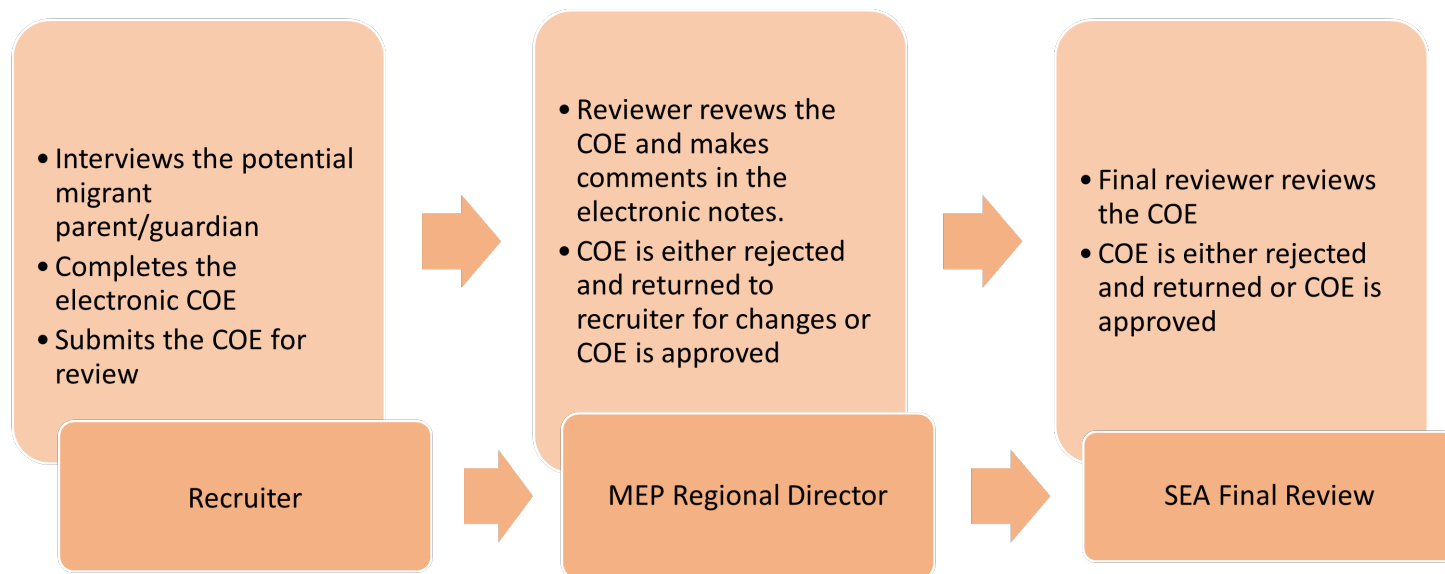 • Interviews the potential
migrant
parent/guardian
• Completes the
electronic COE
• Submits the COE for
review
Recruiter
• Reviewer revews the
COE and makes
comments in the
electronic notes.
• COE is either rejected
and returned to
recruiter for changes or
COE is approved
MEP Regional Director
• Final reviewer reviews
the COE
• COE is either rejected
and returned or COE is
approved
SEA Final Review